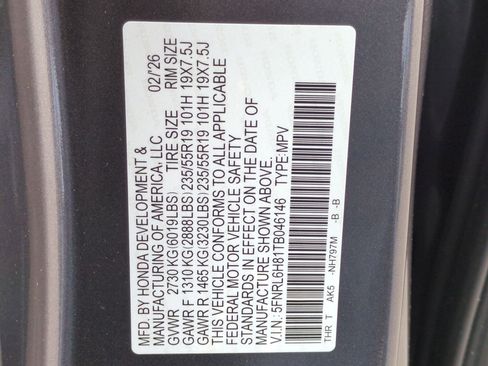 MFD. BY HONDA DEVELOPMENT & 02/'26
MANUFACTURING OF AMERICA, LLC
GVWR 2730 KG(6019LBS) TIRE SIZE RIM SIZE
GAWR F 1310 KG(2888LBS)235/55R19 101H 19X7.5J
GAWR R 1465 KG(3230LBS)235/55R19 101H 19X7.5J
THIS VEHICLE CONFORMS TO ALL APPLICABLE
FEDERAL MOTOR VEHICLE SAFETY
STANDARDS IN EFFECT ON THE DATE OF
MANUFACTURE SHOWN ABOVE.
V.I.N.: 5FNRL6H81TB046146 TYPE:MPV
THR T AK5 -NH797M -B -B